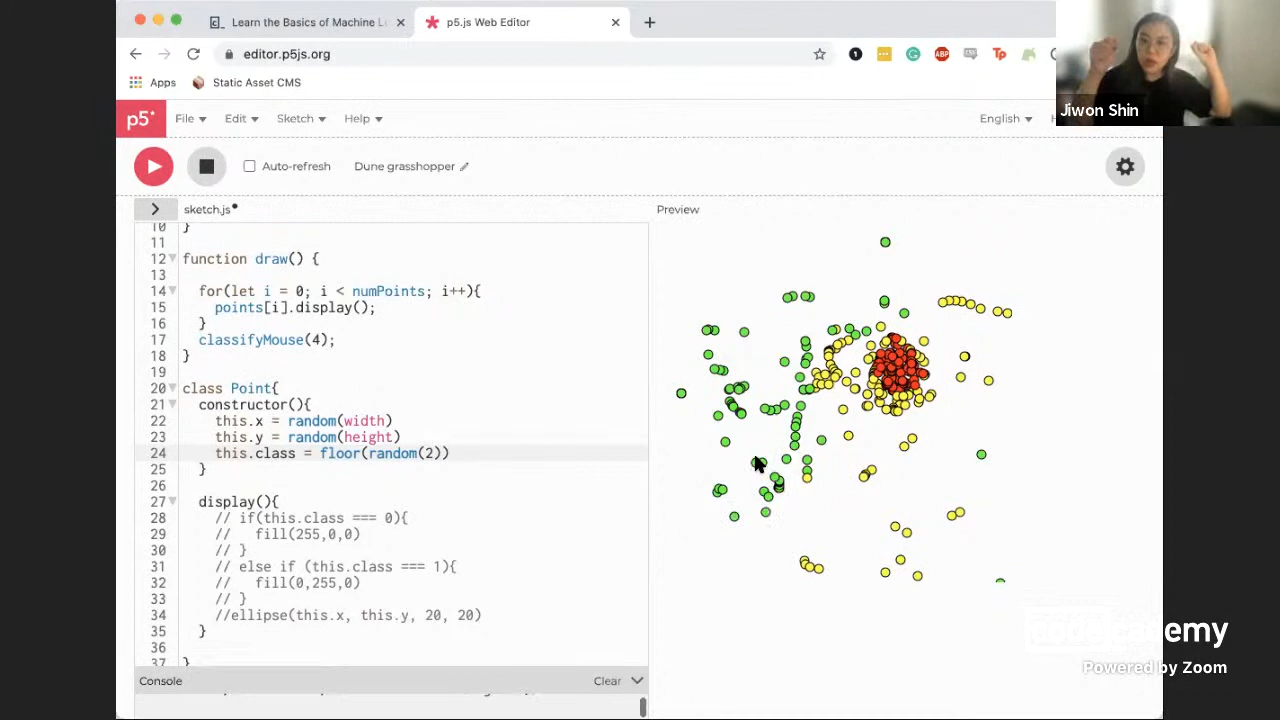 Learn the Basics of Machine L
p5.js Web Editor
editor.p5js.org
ABP
Tp
Apps
Static Asset CMS
Jiwon Shin
p5*
File
Edit
Sketch
Help
English
Auto-refresh
Dune grasshopper
sketch.js
Preview
10 }
11
12 function draw() {
13
14 for(let i = 0; i < numPoints; i++){
15 points[i].display();
16 }
17 classifyMouse(4);
18 }
19
20 class Point{
21 constructor(){
22 this.x = random(width)
23 this.y = random(height)
24 this.class = floor(random(2))
25 }
26
27 display(){
28 // if(this.class === 0){
29 // fill(255,0,0)
30 // }
31 // else if (this.class === 1){
32 // fill(0,255,0)
33 // }
34 //ellipse(this.x, this.y, 20, 20)
35 }
36
37 }
codecademy
Powered by Zoom
Console
Clear